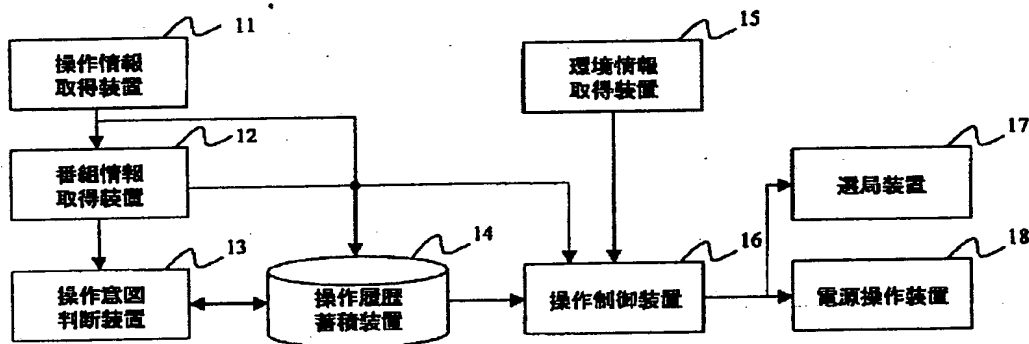 11
操作情報
取得装置
15
環境情報
取得装置
12
番組情報
取得装置
17
選局装置
13
操作意図
判断装置
14
操作履歴
蓄積装置
16
操作制御装置
18
電源操作装置